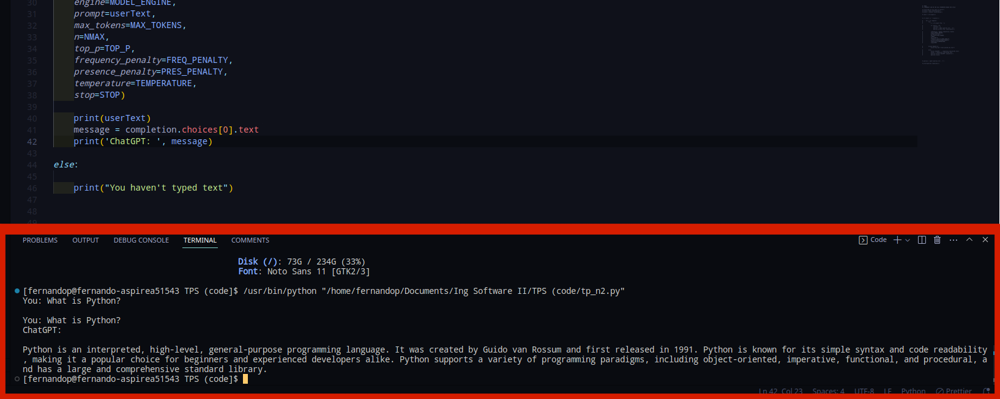 30 engine=MODEL_ENGINE,
31 prompt=userText,
32 max_tokens=MAX_TOKENS,
33 n=NMAX,
34 top_p=TOP_P,
35 frequency_penalty=FREQ_PENALTY,
36 presence_penalty=PRES_PENALTY,
37 temperature=TEMPERATURE,
38 stop=STOP)
39
40 print(userText)
41 message = completion.choices[0].text
42 print('ChatGPT: ', message)
43
44 else:
45
46 print("You haven't typed text")
47
48
49
PROBLEMS OUTPUT DEBUG CONSOLE TERMINAL COMMENTS Code
Disk (/): 73G / 234G (33%)
Font: Noto Sans 11 [GTK2/3]
[fernandop@fernando-aspirea51543 TPS (code]$ /usr/bin/python "/home/fernandop/Documents/Ing Software II/TPS (code/tp_n2.py"
You: What is Python?
You: What is Python?
ChatGPT:
Python is an interpreted, high-level, general-purpose programming language. It was created by Guido van Rossum and first released in 1991. Python is known for its simple syntax and code readability
, making it a popular choice for beginners and experienced developers alike. Python supports a variety of programming paradigms, including object-oriented, imperative, functional, and procedural, a
nd has a large and comprehensive standard library.
[fernandop@fernando-aspirea51543 TPS (code]$
Ln 42, Col 23 Spaces: 4 UTF-8 LF Python Prettier